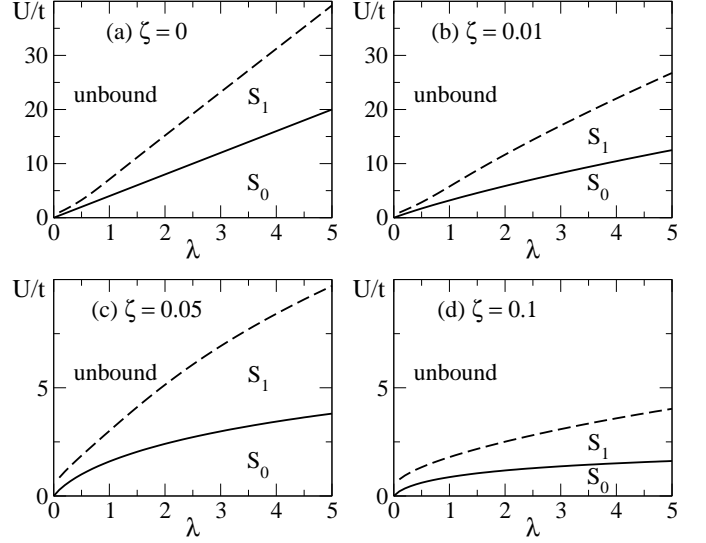 U/t
(a) ζ = 0
30
unbound
S1
20
10
S0
0
0 1 2 3 4 5
λ
U/t
(b) ζ = 0.01
30
unbound
20
S1
10
S0
0
0 1 2 3 4 5
λ
U/t
(c) ζ = 0.05
unbound
S1
5
S0
0
0 1 2 3 4 5
λ
U/t
(d) ζ = 0.1
unbound
5
S1
S0
0
0 1 2 3 4 5
λ